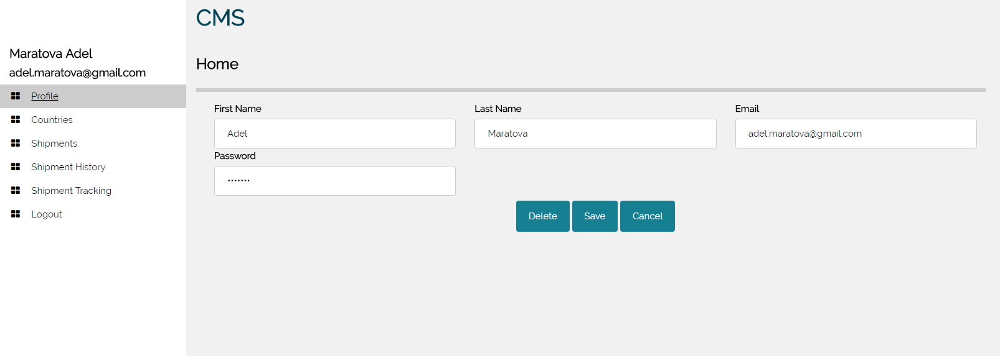 CMS
Maratova Adel
adel.maratova@gmail.com
Profile
Countries
Shipments
Shipment History
Shipment Tracking
Logout
Home
First Name
Last Name
Email
Adel
Maratova
adel.maratova@gmail.com
Password
•••••••
Delete Save Cancel